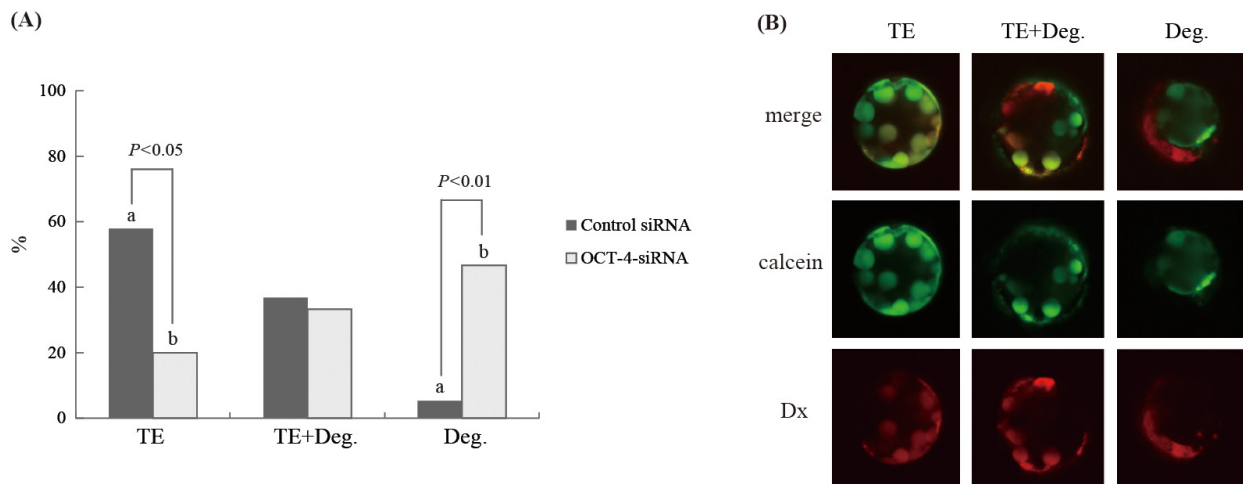 (A)
100
80
60
40
20
0
%
P<0.05
a
b
P<0.01
a
b
TE
TE+Deg.
Deg.
Control siRNA
OCT-4-siRNA
(B)
TE TE+Deg. Deg.
merge
calcein
Dx